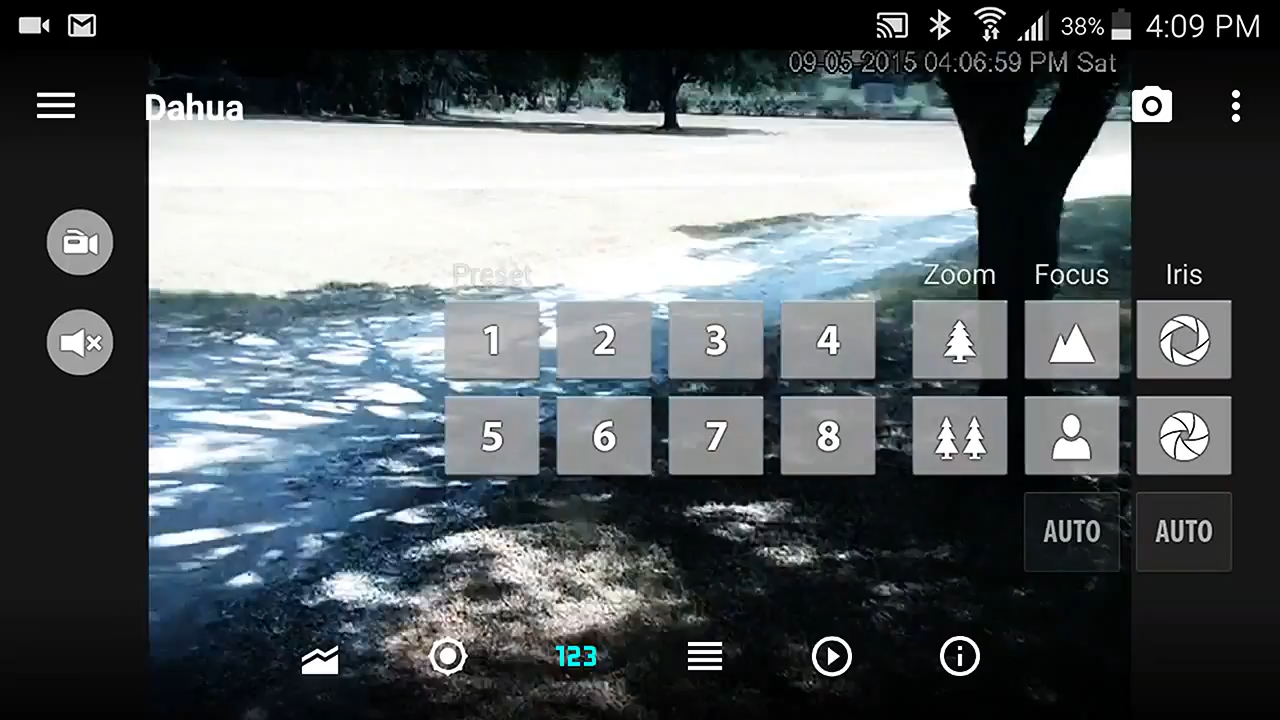 38% 4:09 PM
09-05-2015 04:06:59 PM Sat
Dahua
Preset Zoom Focus Iris
1 2 3 4
5 6 7 8
AUTO AUTO
123